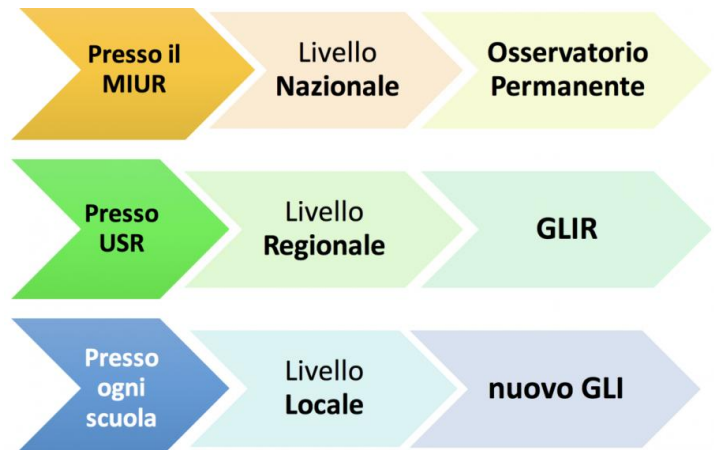 Presso il
MIUR
Livello
Nazionale
Osservatorio
Permanente
Presso
USR
Livello
Regionale
GLIR
Presso
ogni
scuola
Livello
Locale
nuovo GLI